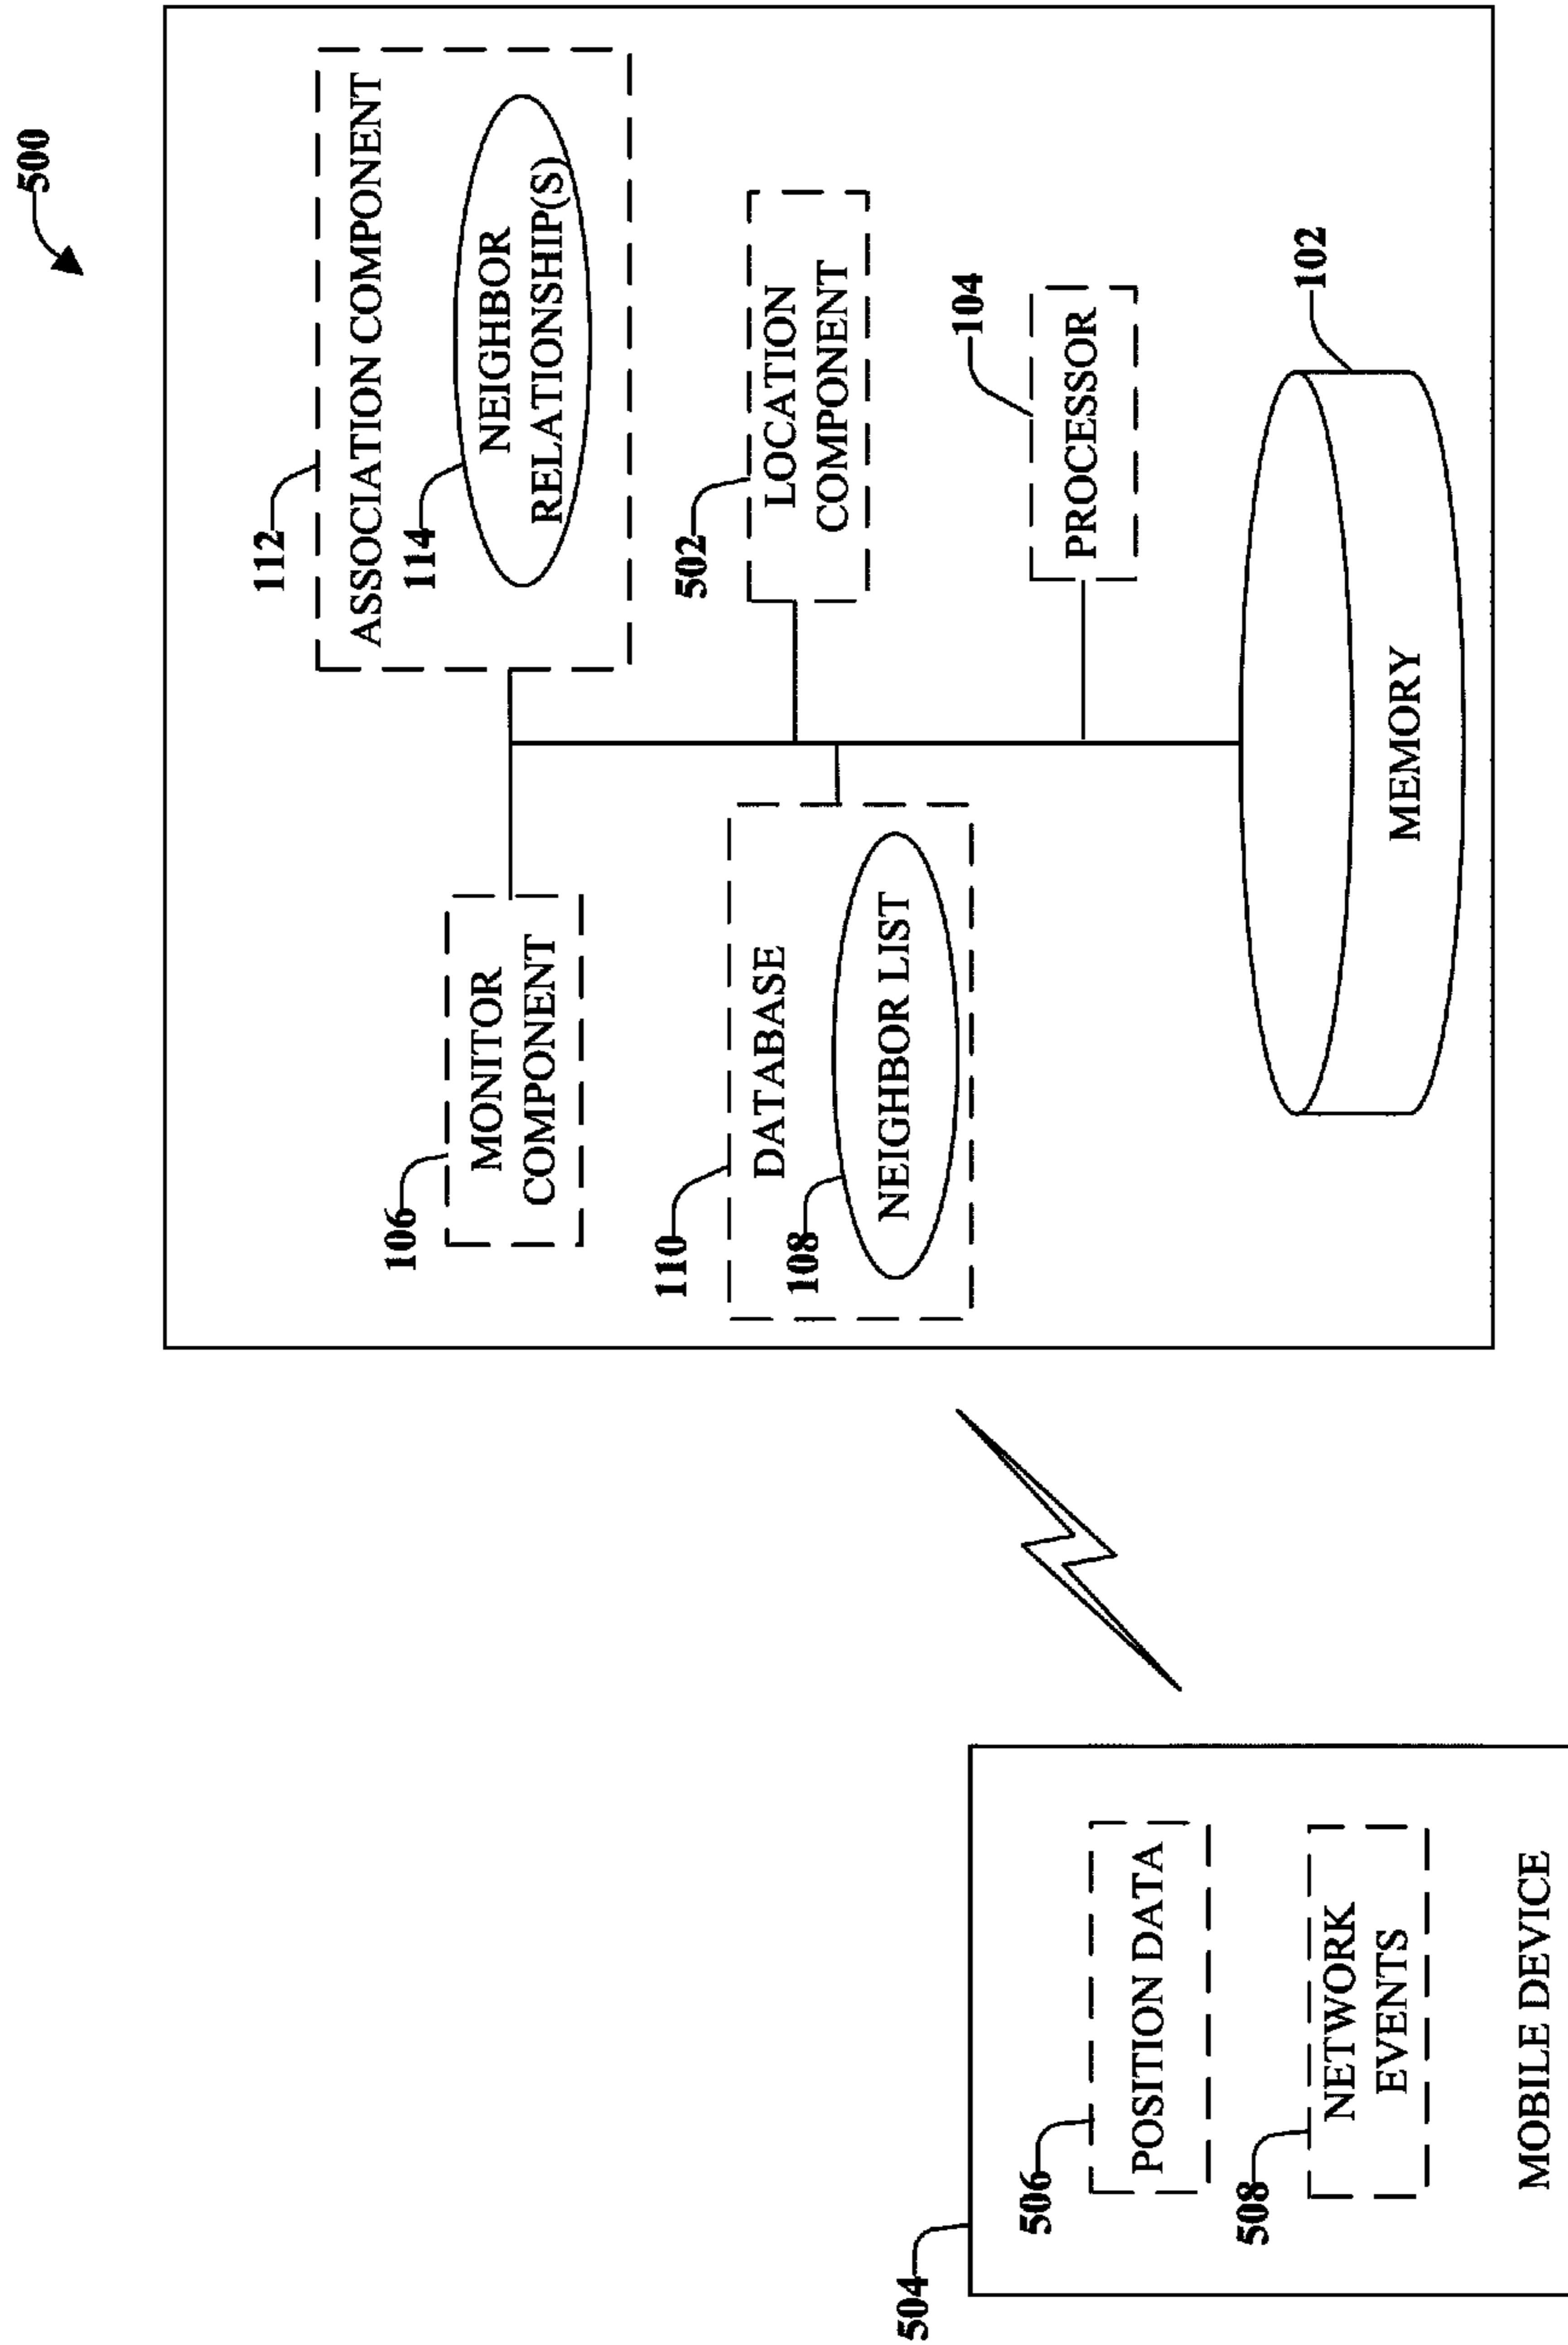 500
112
ASSOCIATION COMPONENT
114
NEIGHBOR
RELATIONSHIP(S)
106
MONITOR
COMPONENT
502
LOCATION
COMPONENT
110
DATABASE
108
NEIGHBOR LIST
104
PROCESSOR
102
MEMORY
504
506
POSITION DATA
508
NETWORK
EVENTS
MOBILE DEVICE